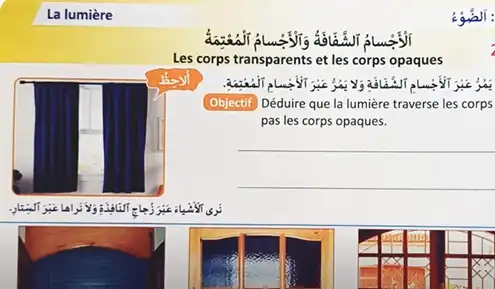 La lumière
: اَلضَّوْءُ
اَلْأَجْسامُ الشَّفَافَةُ وَالْأَجْسامُ الْمُعْتِمَةُ
Les corps transparents et les corps opaques
أُلاحِظُ
يَمُرُّ عَبْرَ الْأَجْسامِ الشَّفَافَةِ وَلا يَمُرُّ عَبْرَ الْأَجْسامِ الْمُعْتِمَةِ.
Objectif Déduire que la lumière traverse les corps
pas les corps opaques.
نَرى الْأَشْياءَ عَبْرَ زُجاجِ النّافِذَةِ وَلا نَراها عَبْرَ السِّتارِ.